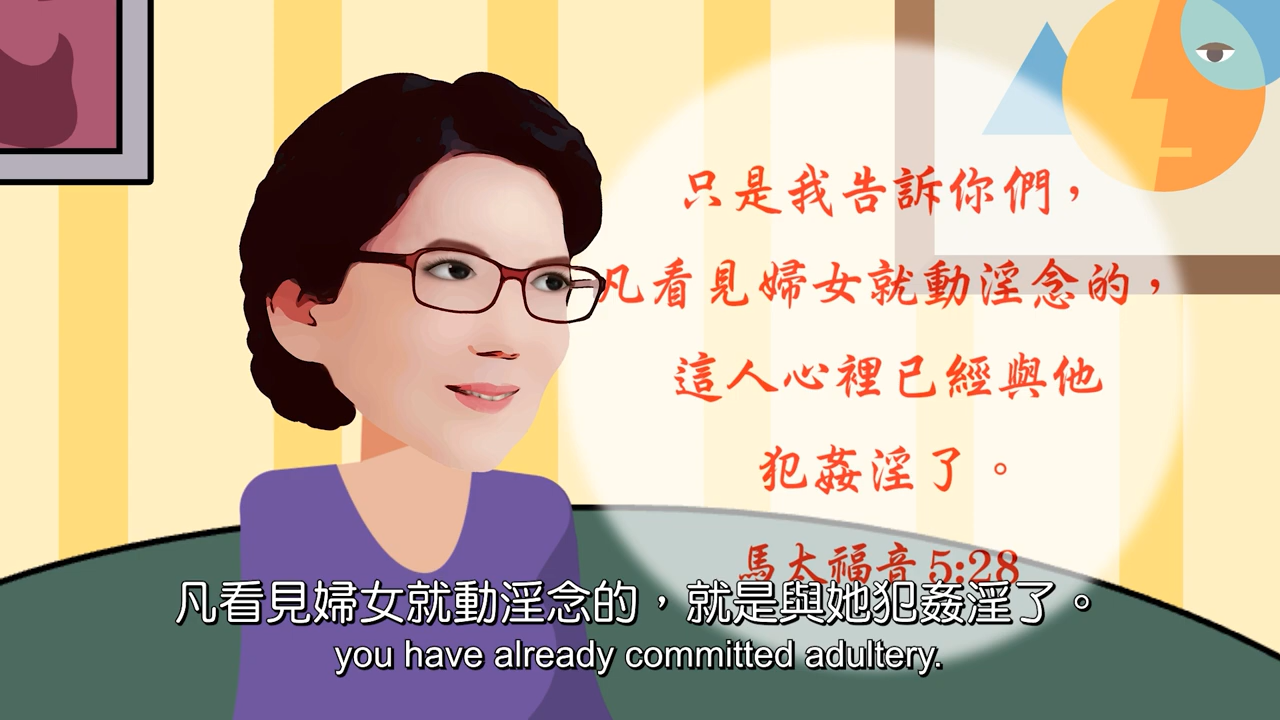 只是我告訴你們，
凡看見婦女就動淫念的，
這人心裡已經與他
犯姦淫了。
馬太福音 5:28
凡看見婦女就動淫念的，就是與她犯姦淫了。
you have already committed adultery.